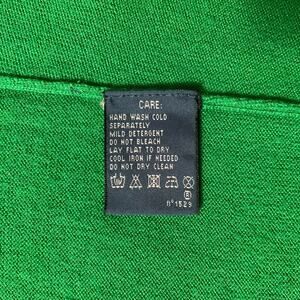 CARE:
HAND WASH COLD
SEPARATELY
MILD DETERGENT
DO NOT BLEACH
LAY FLAT TO DRY
COOL IRON IF NEEDED
DO NOT DRY CLEAN
n°1529